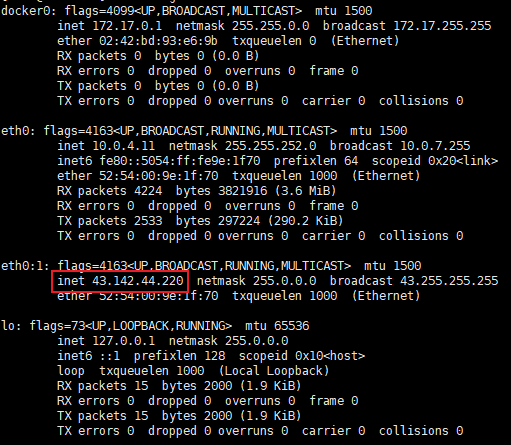 docker0: flags=4099<UP,BROADCAST,MULTICAST>  mtu 1500
        inet 172.17.0.1  netmask 255.255.0.0  broadcast 172.17.255.255
        ether 02:42:bd:93:e6:9b  txqueuelen 0  (Ethernet)
        RX packets 0  bytes 0 (0.0 B)
        RX errors 0  dropped 0  overruns 0  frame 0
        TX packets 0  bytes 0 (0.0 B)
        TX errors 0  dropped 0 overruns 0  carrier 0  collisions 0

eth0: flags=4163<UP,BROADCAST,RUNNING,MULTICAST>  mtu 1500
        inet 10.0.4.11  netmask 255.255.252.0  broadcast 10.0.7.255
        inet6 fe80::5054:ff:fe9e:1f70  prefixlen 64  scopeid 0x20<link>
        ether 52:54:00:9e:1f:70  txqueuelen 1000  (Ethernet)
        RX packets 4224  bytes 3821916 (3.6 MiB)
        RX errors 0  dropped 0  overruns 0  frame 0
        TX packets 2533  bytes 297224 (290.2 KiB)
        TX errors 0  dropped 0 overruns 0  carrier 0  collisions 0

eth0:1: flags=4163<UP,BROADCAST,RUNNING,MULTICAST>  mtu 1500
        inet 43.142.44.220  netmask 255.0.0.0  broadcast 43.255.255.255
        ether 52:54:00:9e:1f:70  txqueuelen 1000  (Ethernet)

lo: flags=73<UP,LOOPBACK,RUNNING>  mtu 65536
        inet 127.0.0.1  netmask 255.0.0.0
        inet6 ::1  prefixlen 128  scopeid 0x10<host>
        loop  txqueuelen 1000  (Local Loopback)
        RX packets 15  bytes 2000 (1.9 KiB)
        RX errors 0  dropped 0  overruns 0  frame 0
        TX packets 15  bytes 2000 (1.9 KiB)
        TX errors 0  dropped 0 overruns 0  carrier 0  collisions 0